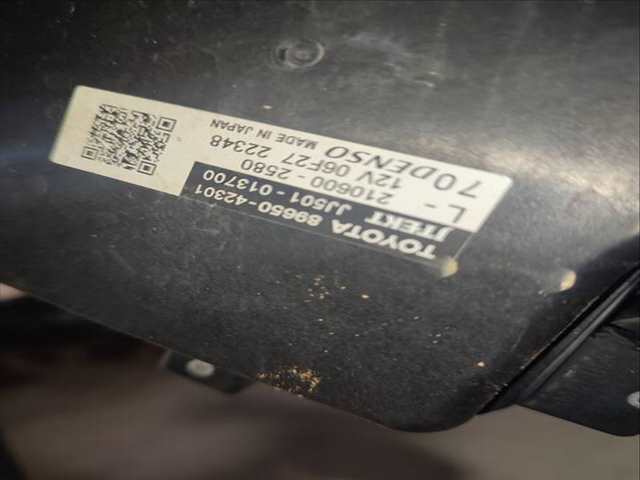 TOYOTA 89650-42301
JTEKT JJ501-013700
L- 210600-2580
12V 06F27 22348
70DENSO MADE IN JAPAN